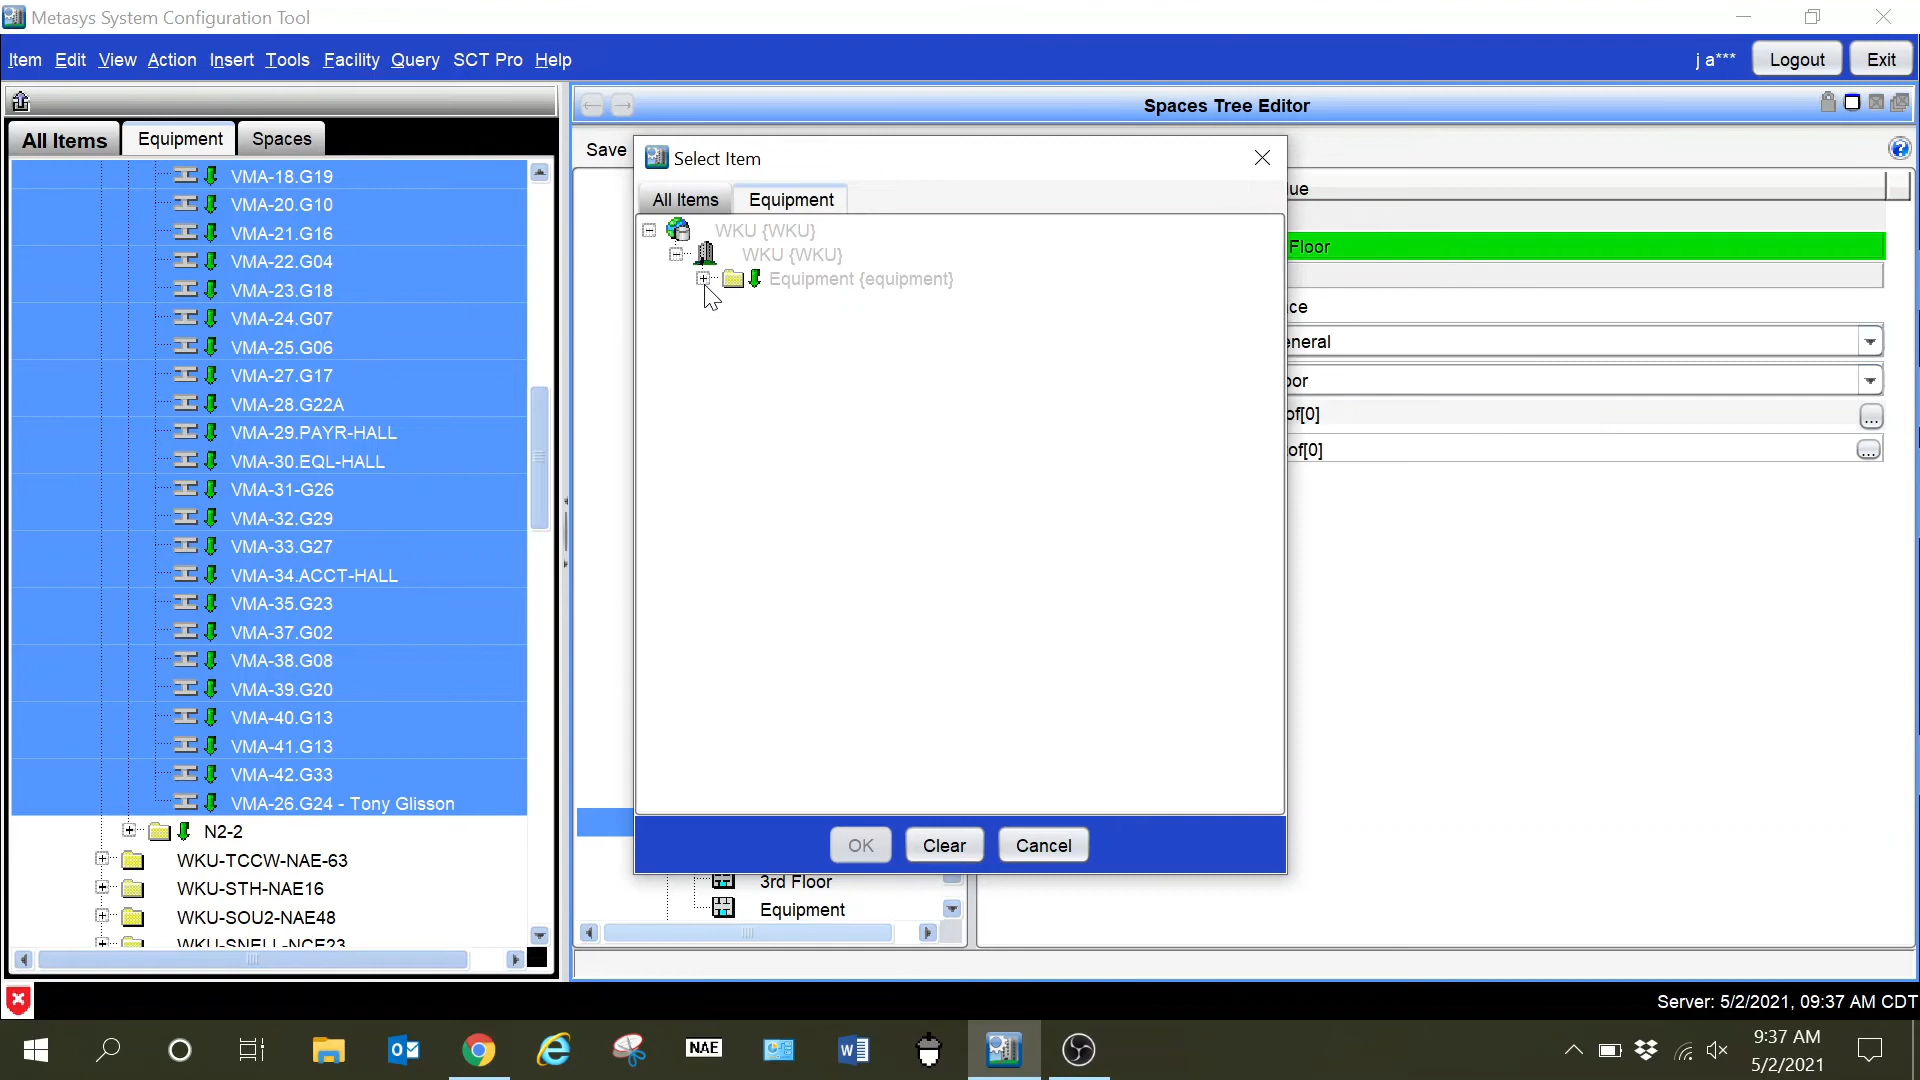 Metasys System Configuration Tool
Item Edit View Action Insert Tools Facility Query SCT Pro Help
j a***
Logout
Exit
All Items
Equipment
Spaces
VMA-18.G19
VMA-20.G10
VMA-21.G16
VMA-22.G04
VMA-23.G18
VMA-24.G07
VMA-25.G06
VMA-27.G17
VMA-28.G22A
VMA-29.PAYR-HALL
VMA-30.EQL-HALL
VMA-31-G26
VMA-32.G29
VMA-33.G27
VMA-34.ACCT-HALL
VMA-35.G23
VMA-37.G02
VMA-38.G08
VMA-39.G20
VMA-40.G13
VMA-41.G13
VMA-42.G33
VMA-26.G24 - Tony Glisson
N2-2
WKU-TCCW-NAE-63
WKU-STH-NAE16
WKU-SOU2-NAE48
WKU-SNELL-NCE23
Spaces Tree Editor
Save
Select Item
All Items
Equipment
WKU {WKU}
WKU {WKU}
Equipment {equipment}
OK
Clear
Cancel
ue
Floor
ce
eneral
oor
of[0]
of[0]
3rd Floor
Equipment
Server: 5/2/2021, 09:37 AM CDT
NAE
9:37 AM
5/2/2021